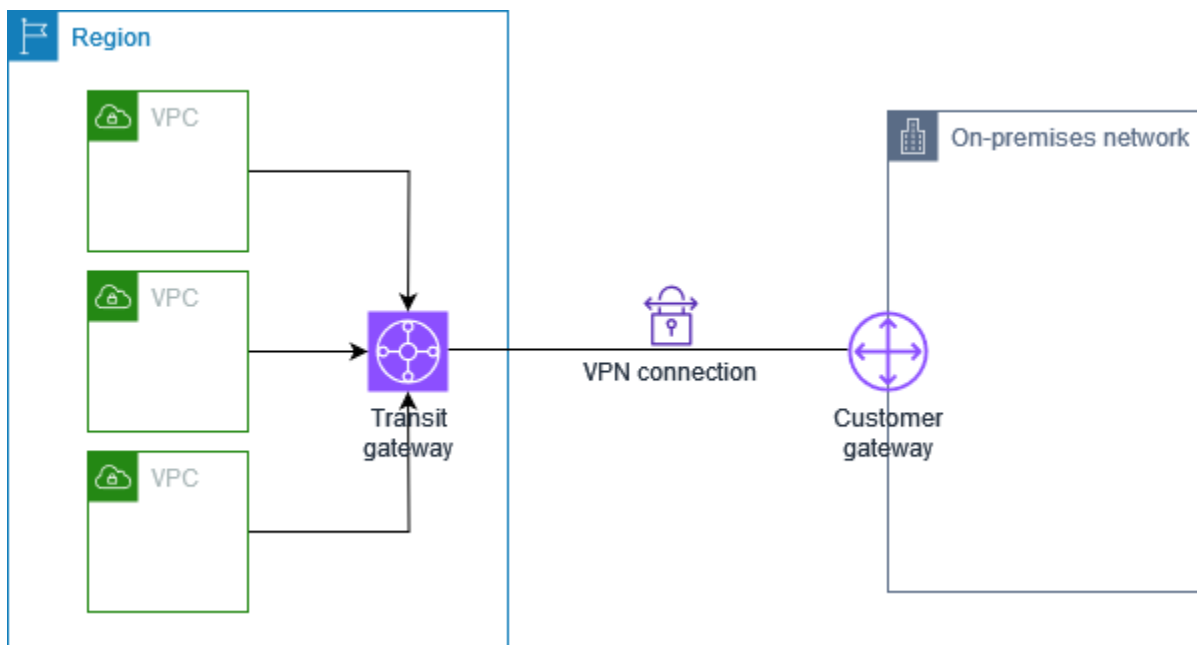 Region
VPC
On-premises network
VPC
VPN connection
Transit
gateway
Customer
gateway
VPC